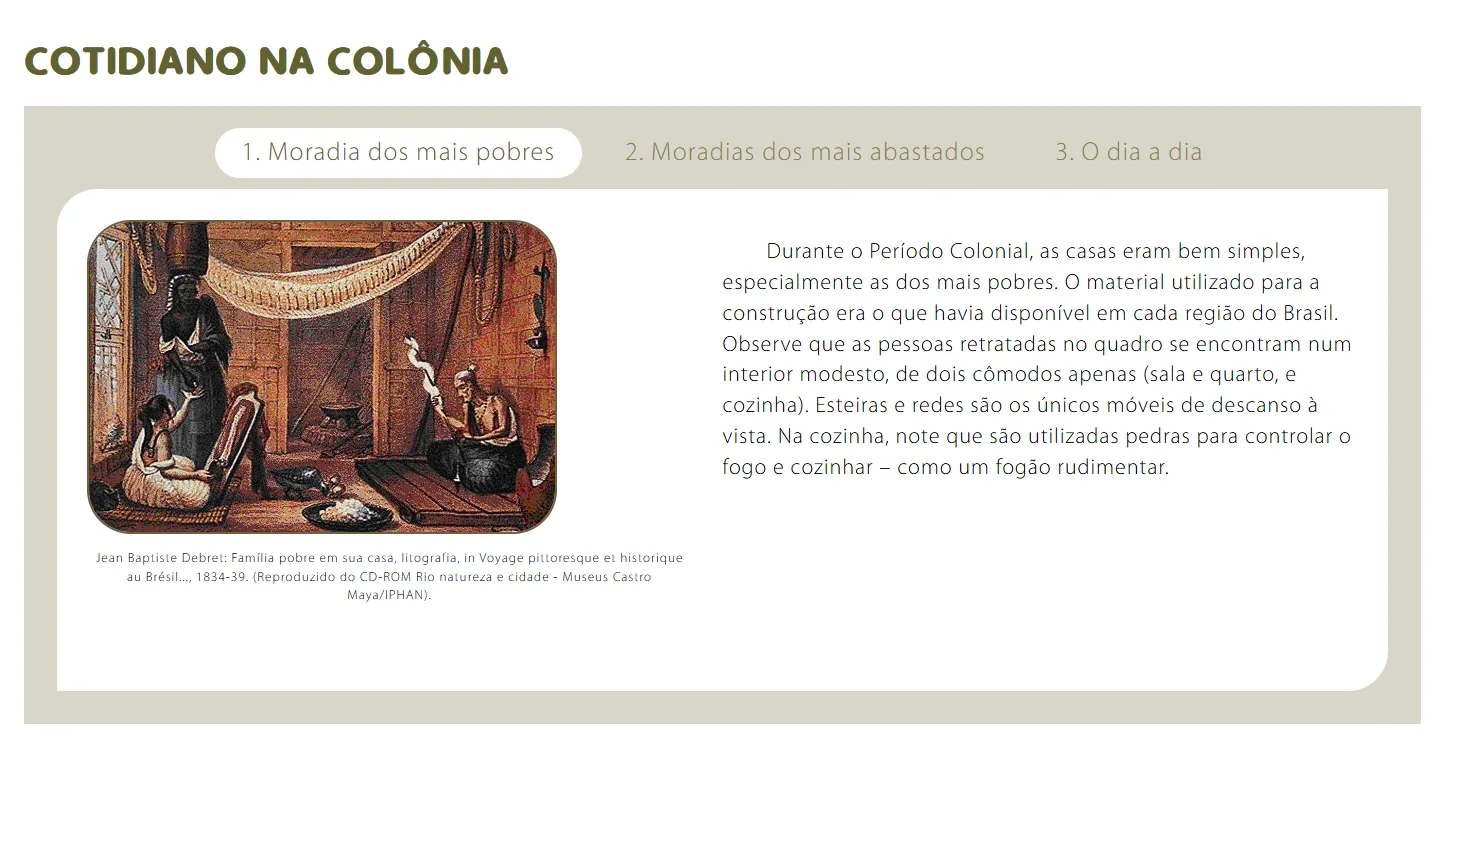 COTIDIANO NA COLÔNIA
1. Moradia dos mais pobres
2. Moradias dos mais abastados
3. O dia a dia
Durante o Período Colonial, as casas eram bem simples,
especialmente as dos mais pobres. O material utilizado para a
construção era o que havia disponível em cada região do Brasil.
Observe que as pessoas retratadas no quadro se encontram num
interior modesto, de dois cômodos apenas (sala e quarto, e
cozinha). Esteiras e redes são os únicos móveis de descanso à
vista. Na cozinha, note que são utilizadas pedras para controlar o
fogo e cozinhar – como um fogão rudimentar.
Jean Baptiste Debret: Família pobre em sua casa, litografia, in Voyage pittoresque et historique
au Brésil..., 1834-39. (Reproduzido do CD-ROM Rio natureza e cidade - Museus Castro
Maya/IPHAN).